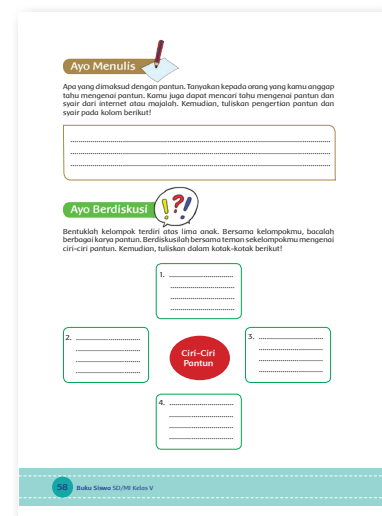 Ayo Menulis
Apa yang dimaksud dengan pantun. Tanyakan kepada orang yang kamu anggap
tahu mengenai pantun. Kamu juga dapat mencari tahu mengenai pantun dan
syair dari internet atau majalah. Kemudian, tuliskan pengertian pantun dan
syair pada kolom berikut!
Ayo Berdiskusi
!?!
Bentuklah kelompok terdiri atas lima anak. Bersama kelompokmu, bacalah
berbagai karya pantun. Berdiskusilah bersama teman sekelompokmu mengenai
ciri-ciri pantun. Kemudian, tuliskan dalam kotak-kotak berikut!
1.
2.
Ciri-Ciri
Pantun
3.
4.
58 Buku Siswa SD/MI Kelas V